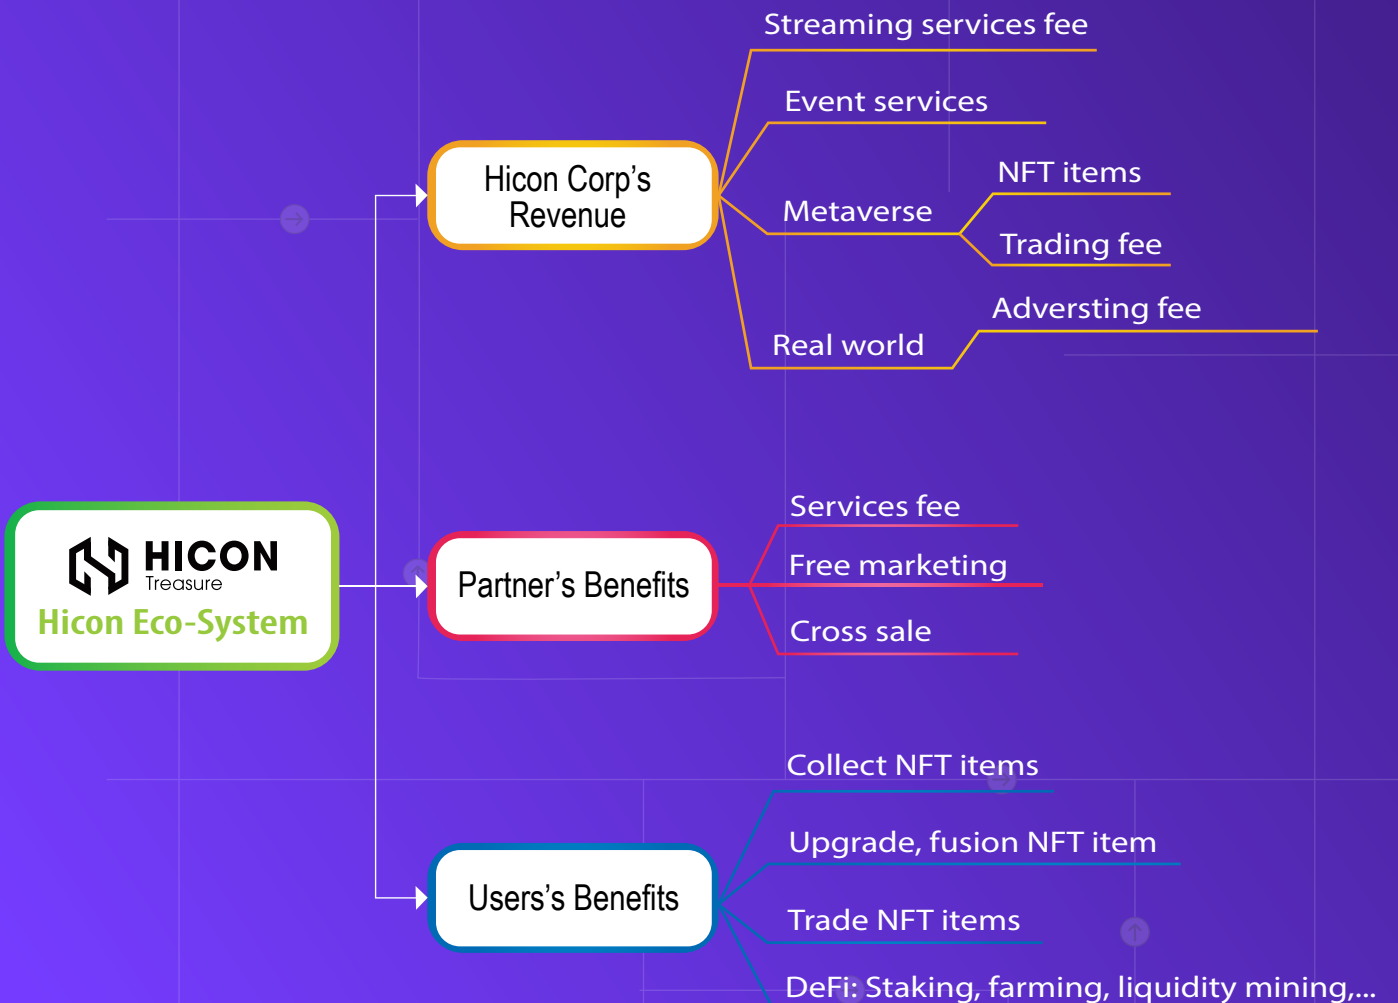 Streaming services fee
Event services
Hicon Corp's
Revenue
Metaverse
NFT items
Trading fee
Real world
Adversting fee
HICON
Treasure
Hicon Eco-System
Partner's Benefits
Services fee
Free marketing
Cross sale
Users's Benefits
Collect NFT items
Upgrade, fusion NFT item
Trade NFT items
DeFi: Staking, farming, liquidity mining,...